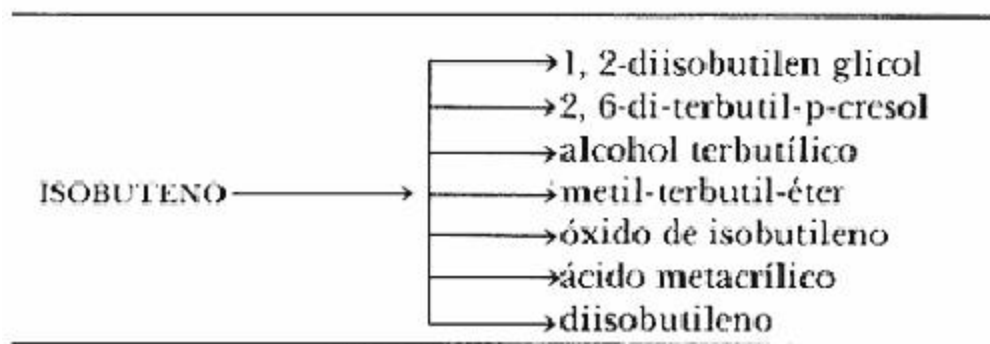 1, 2-diisobutilen glicol
2, 6-di-terbutil-p-cresol
alcohol terbutílico
ISOBUTENO
metil-terbutil-éter
óxido de isobutileno
ácido metacrílico
diisobutileno